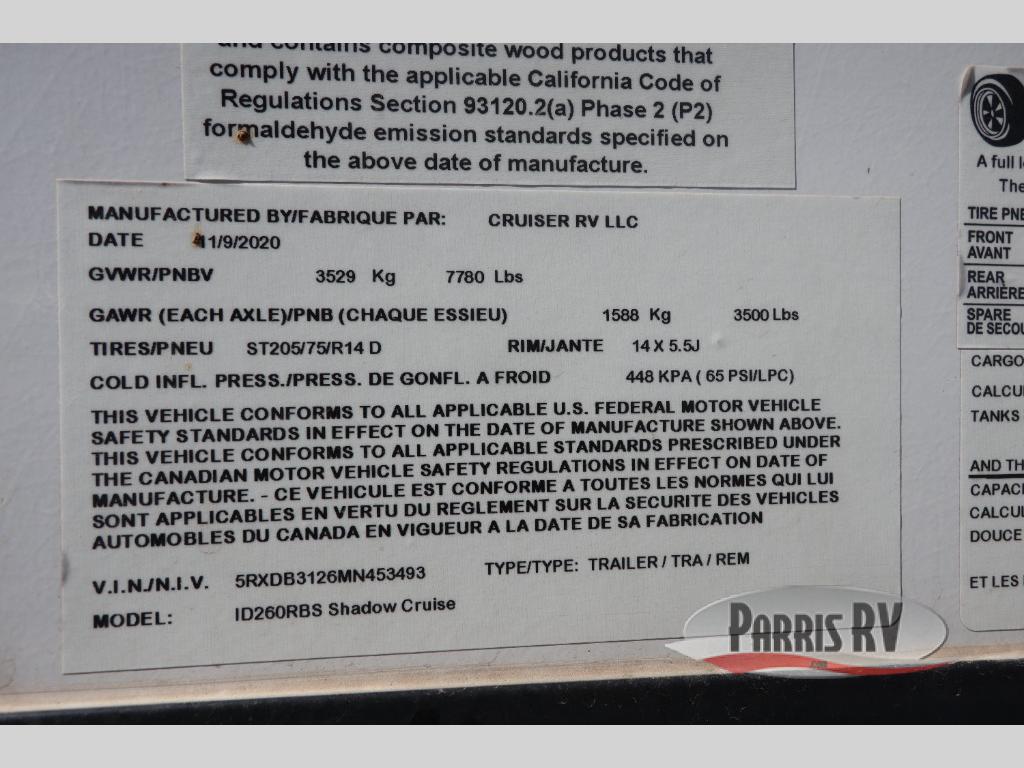 and contains composite wood products that
comply with the applicable California Code of
Regulations Section 93120.2(a) Phase 2 (P2)
formaldehyde emission standards specified on
the above date of manufacture.
MANUFACTURED BY/FABRIQUE PAR: CRUISER RV LLC
DATE 11/9/2020
GVWR/PNBV 3529 Kg 7780 Lbs
GAWR (EACH AXLE)/PNB (CHAQUE ESSIEU) 1588 Kg 3500 Lbs
TIRES/PNEU ST205/75/R14 D RIM/JANTE 14 X 5.5J
COLD INFL. PRESS./PRESS. DE GONFL. A FROID 448 KPA ( 65 PSI/LPC)
THIS VEHICLE CONFORMS TO ALL APPLICABLE U.S. FEDERAL MOTOR VEHICLE
SAFETY STANDARDS IN EFFECT ON THE DATE OF MANUFACTURE SHOWN ABOVE.
THIS VEHICLE CONFORMS TO ALL APPLICABLE STANDARDS PRESCRIBED UNDER
THE CANADIAN MOTOR VEHICLE SAFETY REGULATIONS IN EFFECT ON DATE OF
MANUFACTURE. - CE VEHICULE EST CONFORME A TOUTES LES NORMES QUI LUI
SONT APPLICABLES EN VERTU DU REGLEMENT SUR LA SECURITE DES VEHICLES
AUTOMOBILES DU CANADA EN VIGUEUR A LA DATE DE SA FABRICATION
V.I.N./N.I.V. 5RXDB3126MN453493 TYPE/TYPE: TRAILER / TRA / REM
MODEL: ID260RBS Shadow Cruise
A full
The
TIRE
FRONT
AVANT
REAR
ARRIÈRE
SPARE
DE
CARGO
TANKS
AND
DOUCE
ET LES
PARRIS RV